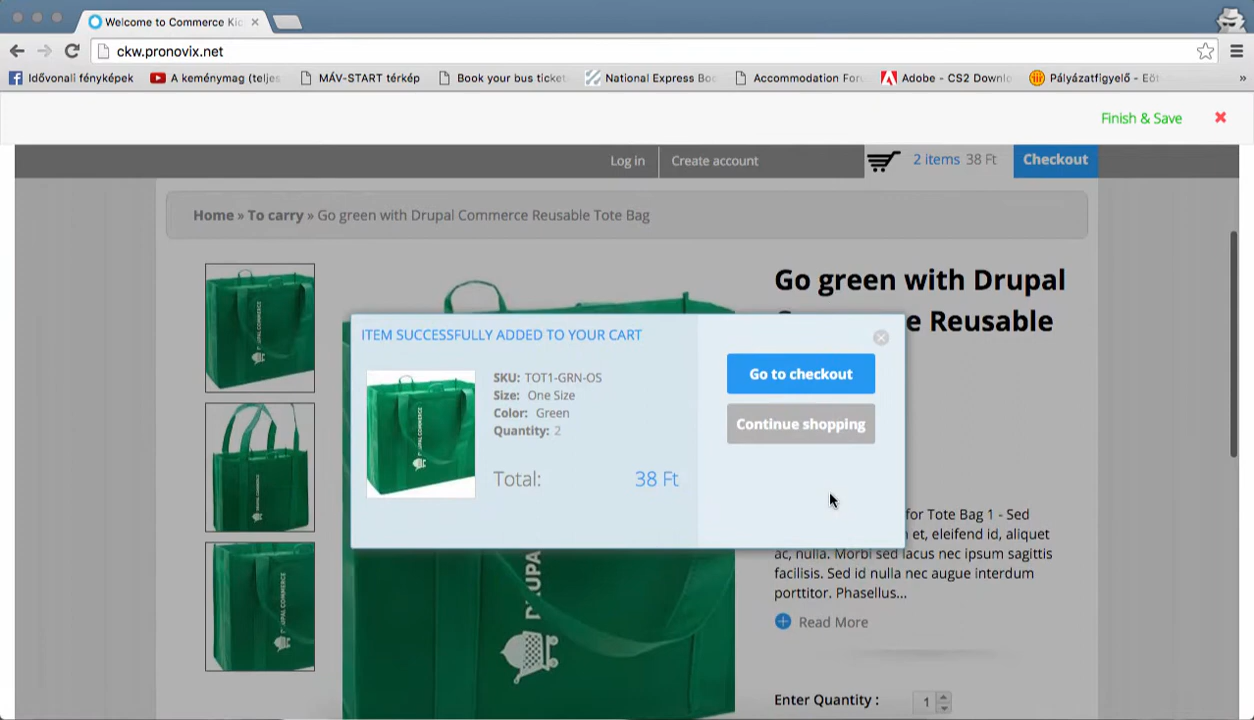 Welcome to Commerce Kic
ckw.pronovix.net
Idővonali fényképek
A keménymag (teljes
MÁV-START térkép
Book your bus ticket
National Express Bo
Accommodation For
Adobe - CS2 Downlo
Pályázatfigyelő - Eöt
»
Finish & Save
Log in
Create account
2 items 38 Ft
Checkout
Home » To carry » Go green with Drupal Commerce Reusable Tote Bag
Go green with Drupal
e Reusable
ITEM SUCCESSFULLY ADDED TO YOUR CART
SKU: TOT1-GRN-OS
Size: One Size
Color: Green
Quantity: 2
Total: 38 Ft
Go to checkout
Continue shopping
for Tote Bag 1 - Sed
et, eleifend id, aliquet
ac, nulla. Morbi sed lacus nec ipsum sagittis
facilisis. Sed id nulla nec augue interdum
porttitor. Phasellus...
Read More
Enter Quantity : 1